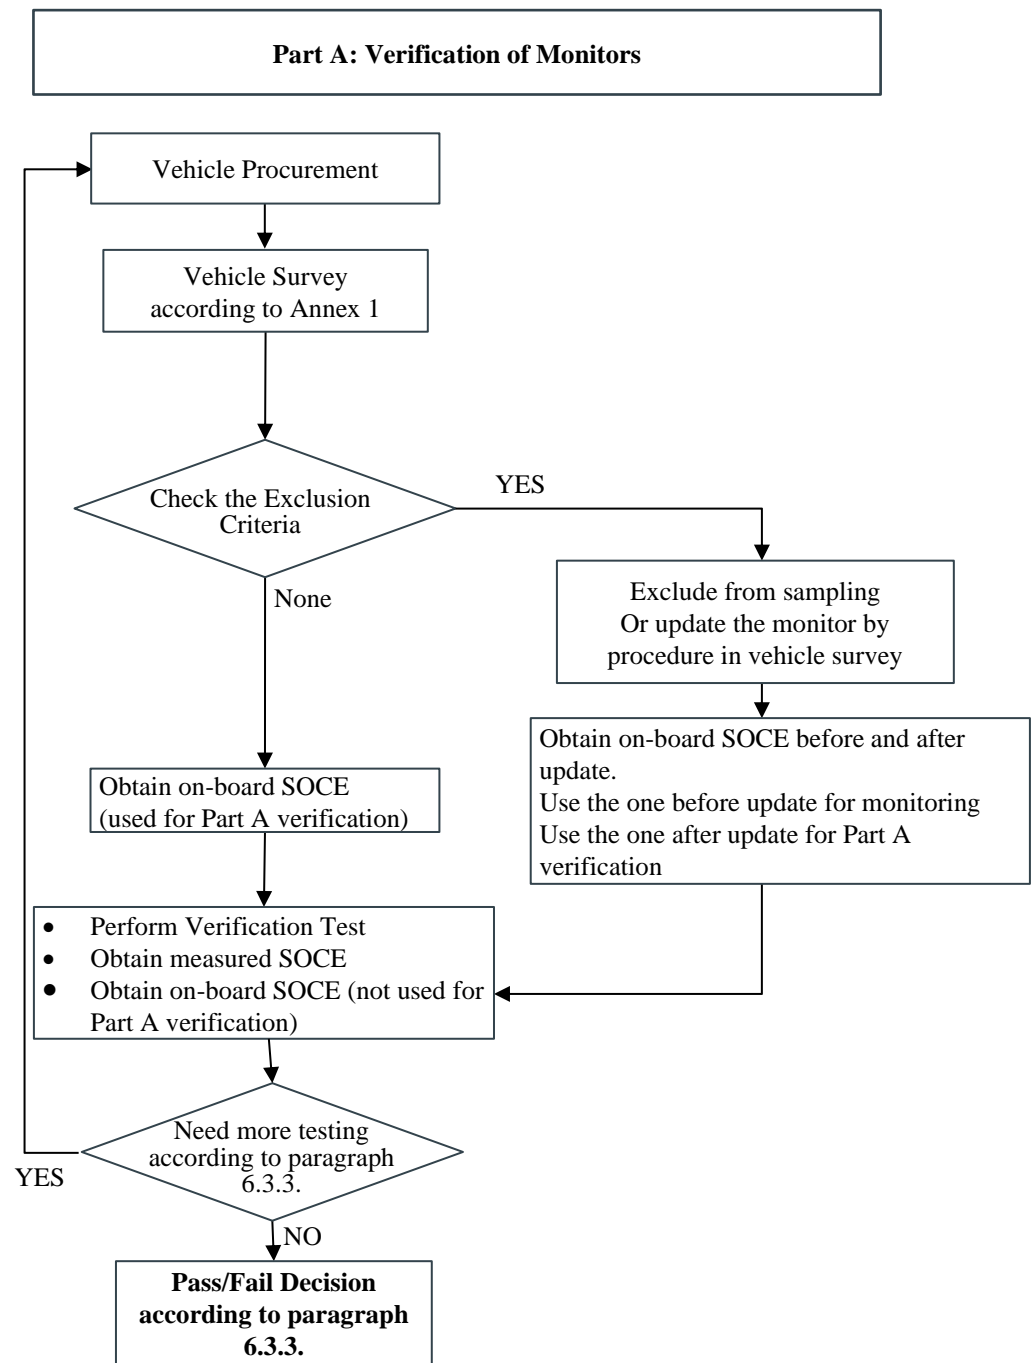 Part A: Verification of Monitors
Vehicle Procurement
Vehicle Survey
according to Annex 1
Check the Exclusion
Criteria
YES
None
Exclude from sampling
Or update the monitor by
procedure in vehicle survey
Obtain on-board SOCE before and after
update.
Use the one before update for monitoring
Use the one after update for Part A
verification
Obtain on-board SOCE
(used for Part A verification)
• Perform Verification Test
• Obtain measured SOCE
• Obtain on-board SOCE (not used for
Part A verification)
Need more testing
according to paragraph
6.3.3.
YES
NO
Pass/Fail Decision
according to paragraph
6.3.3.